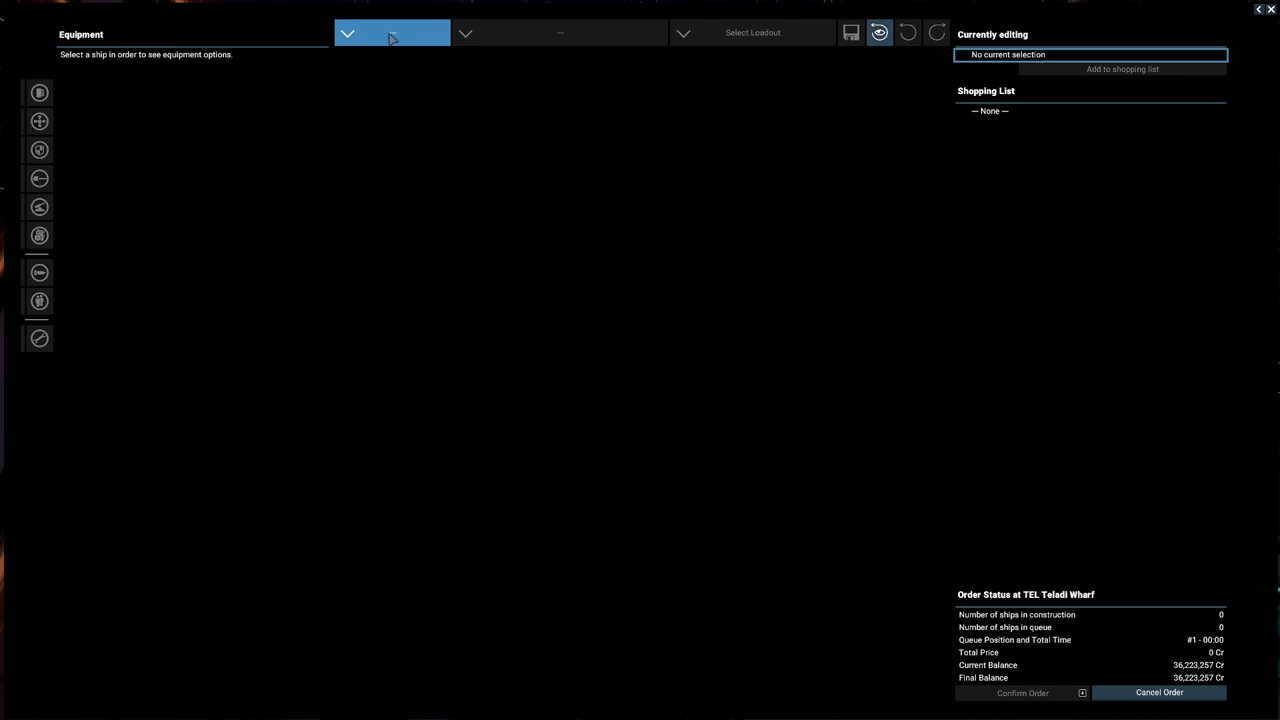 Equipment
Select a ship in order to see equipment options.
---
---
Select Loadout
Currently editing
No current selection
Add to shopping list
Shopping List
--- None ---
Order Status at TEL Teladi Wharf
Number of ships in construction 0
Number of ships in queue 0
Queue Position and Total Time #1 - 00:00
Total Price 0 Cr
Current Balance 36,223,257 Cr
Final Balance 36,223,257 Cr
Confirm Order
Cancel Order